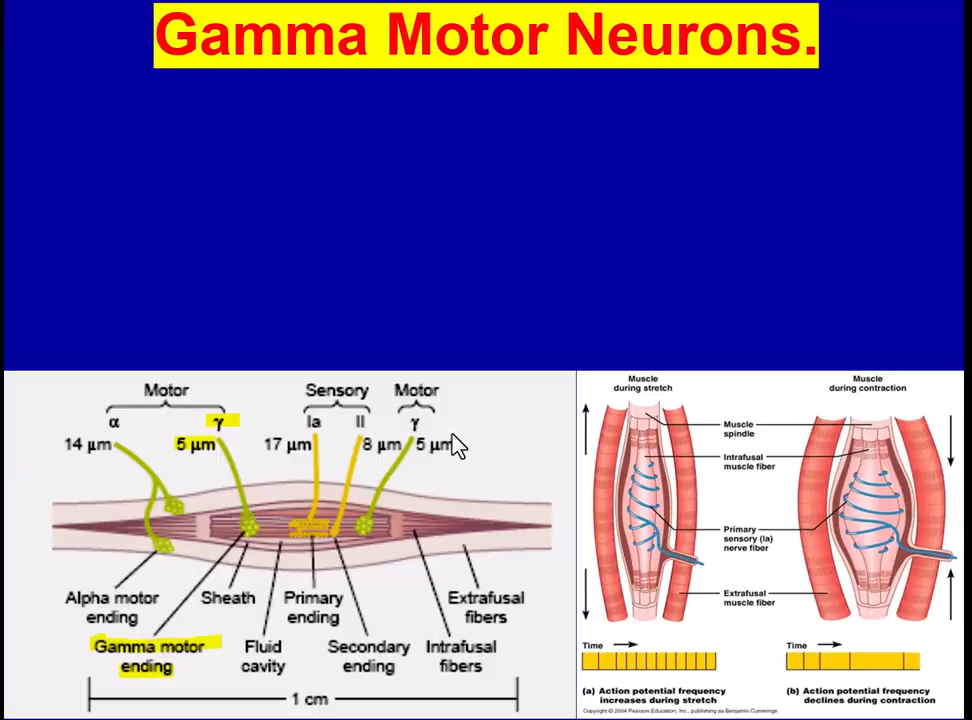 Gamma Motor Neurons.
Motor
Sensory
Motor
α
γ
Ia
II
γ
14 µm
5 µm
17 µm
8 µm
5 µm
Alpha motor
ending
Sheath
Primary
ending
Extrafusal
fibers
Gamma motor
ending
Fluid
cavity
Secondary
ending
Intrafusal
fibers
1 cm
Muscle
during stretch
Muscle
during contraction
Muscle
spindle
Intrafusal
muscle fiber
Primary
sensory (Ia)
nerve fiber
Extrafusal
muscle fiber
Time
Time
(a) Action potential frequency
increases during stretch
(b) Action potential frequency
declines during contraction
Copyright © 2004 Pearson Education, Inc., publishing as Benjamin Cummings.